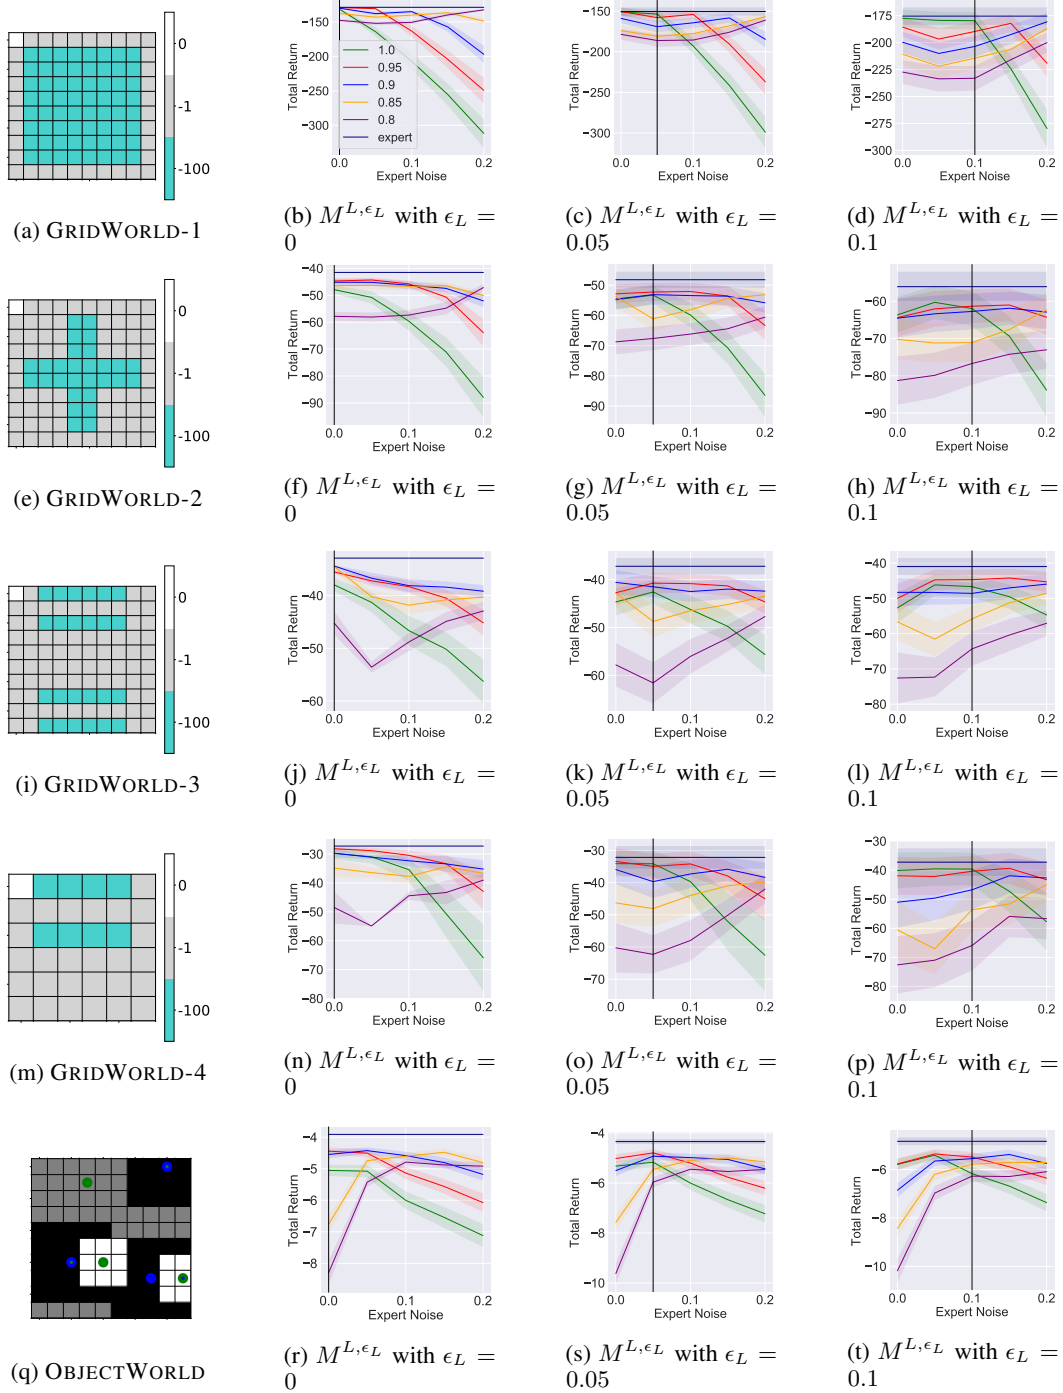 0
-1
-100
(a) GRIDWORLD-1
Total Return
−150
−200
−250
−300
1.0
0.95
0.9
0.85
0.8
expert
0.0 0.1 0.2
Expert Noise
(b) M^{L,ϵ_L} with ϵ_L =
0
Total Return
−150
−200
−250
−300
0.0 0.1 0.2
Expert Noise
(c) M^{L,ϵ_L} with ϵ_L =
0.05
Total Return
−175
−200
−225
−250
−275
−300
0.0 0.1 0.2
Expert Noise
(d) M^{L,ϵ_L} with ϵ_L =
0.1
0
-1
-100
(e) GRIDWORLD-2
Total Return
−40
−50
−60
−70
−80
−90
0.0 0.1 0.2
Expert Noise
(f) M^{L,ϵ_L} with ϵ_L =
0
Total Return
−50
−60
−70
−80
−90
0.0 0.1 0.2
Expert Noise
(g) M^{L,ϵ_L} with ϵ_L =
0.05
Total Return
−60
−70
−80
−90
0.0 0.1 0.2
Expert Noise
(h) M^{L,ϵ_L} with ϵ_L =
0.1
0
-1
-100
(i) GRIDWORLD-3
Total Return
−40
−50
−60
0.0 0.1 0.2
Expert Noise
(j) M^{L,ϵ_L} with ϵ_L =
0
Total Return
−40
−50
−60
0.0 0.1 0.2
Expert Noise
(k) M^{L,ϵ_L} with ϵ_L =
0.05
Total Return
−40
−50
−60
−70
−80
0.0 0.1 0.2
Expert Noise
(l) M^{L,ϵ_L} with ϵ_L =
0.1
0
-1
-100
(m) GRIDWORLD-4
Total Return
−30
−40
−50
−60
−70
−80
0.0 0.1 0.2
Expert Noise
(n) M^{L,ϵ_L} with ϵ_L =
0
Total Return
−30
−40
−50
−60
−70
0.0 0.1 0.2
Expert Noise
(o) M^{L,ϵ_L} with ϵ_L =
0.05
Total Return
−30
−40
−50
−60
−70
−80
0.0 0.1 0.2
Expert Noise
(p) M^{L,ϵ_L} with ϵ_L =
0.1
(q) OBJECTWORLD
Total Return
−4
−5
−6
−7
−8
0.0 0.1 0.2
Expert Noise
(r) M^{L,ϵ_L} with ϵ_L =
0
Total Return
−4
−6
−8
−10
0.0 0.1 0.2
Expert Noise
(s) M^{L,ϵ_L} with ϵ_L =
0.05
Total Return
−6
−8
−10
0.0 0.1 0.2
Expert Noise
(t) M^{L,ϵ_L} with ϵ_L =
0.1